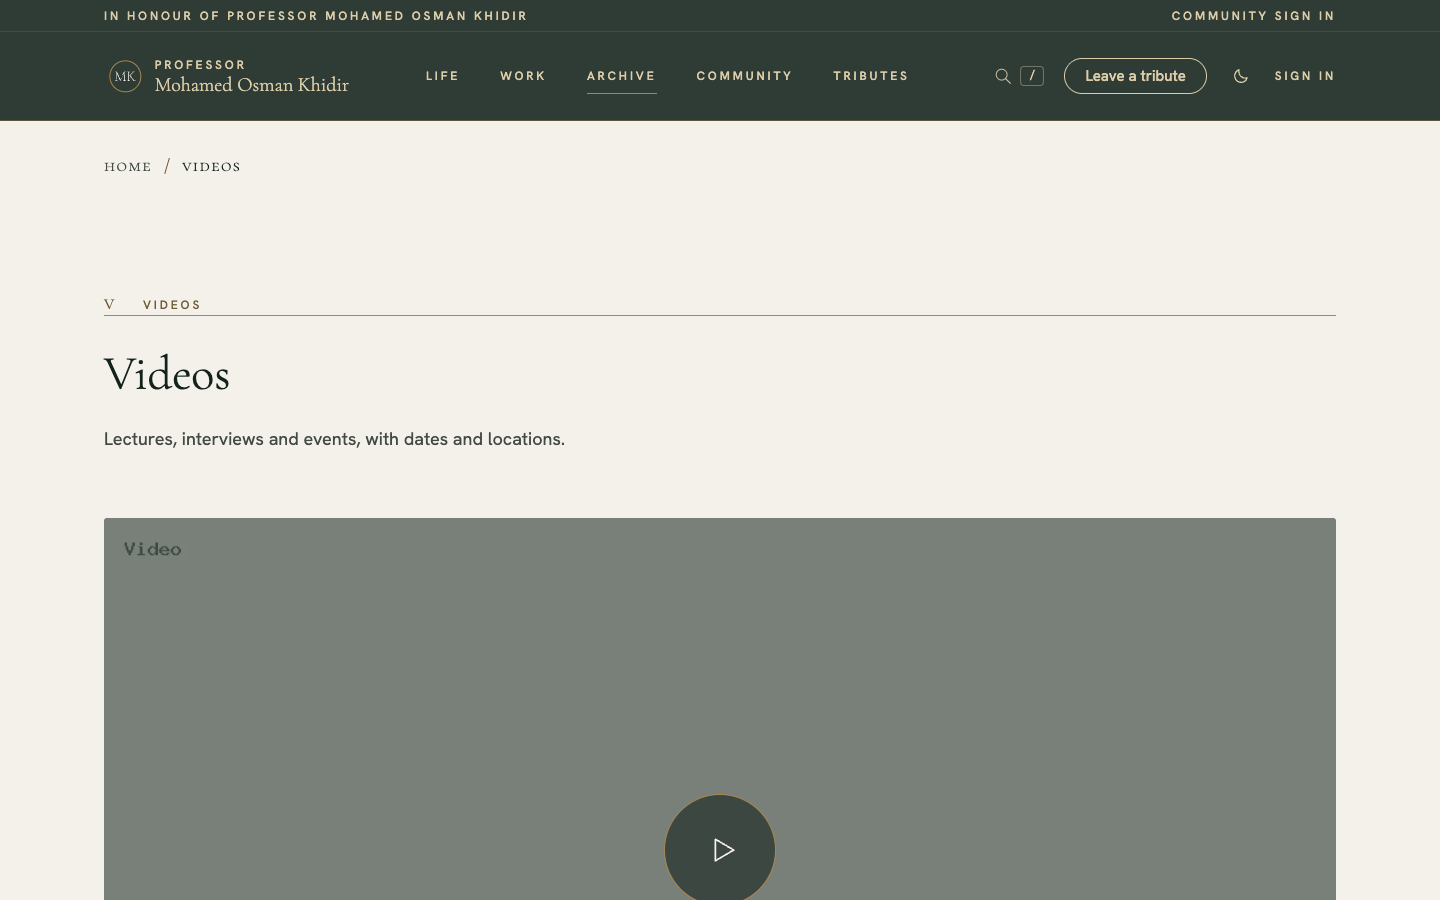 IN HONOUR OF PROFESSOR MOHAMED OSMAN KHIDIR
COMMUNITY SIGN IN
MK
PROFESSOR
Mohamed Osman Khidir
LIFE
WORK
ARCHIVE
COMMUNITY
TRIBUTES
/
Leave a tribute
SIGN IN
HOME / VIDEOS
V VIDEOS
Videos
Lectures, interviews and events, with dates and locations.
Video